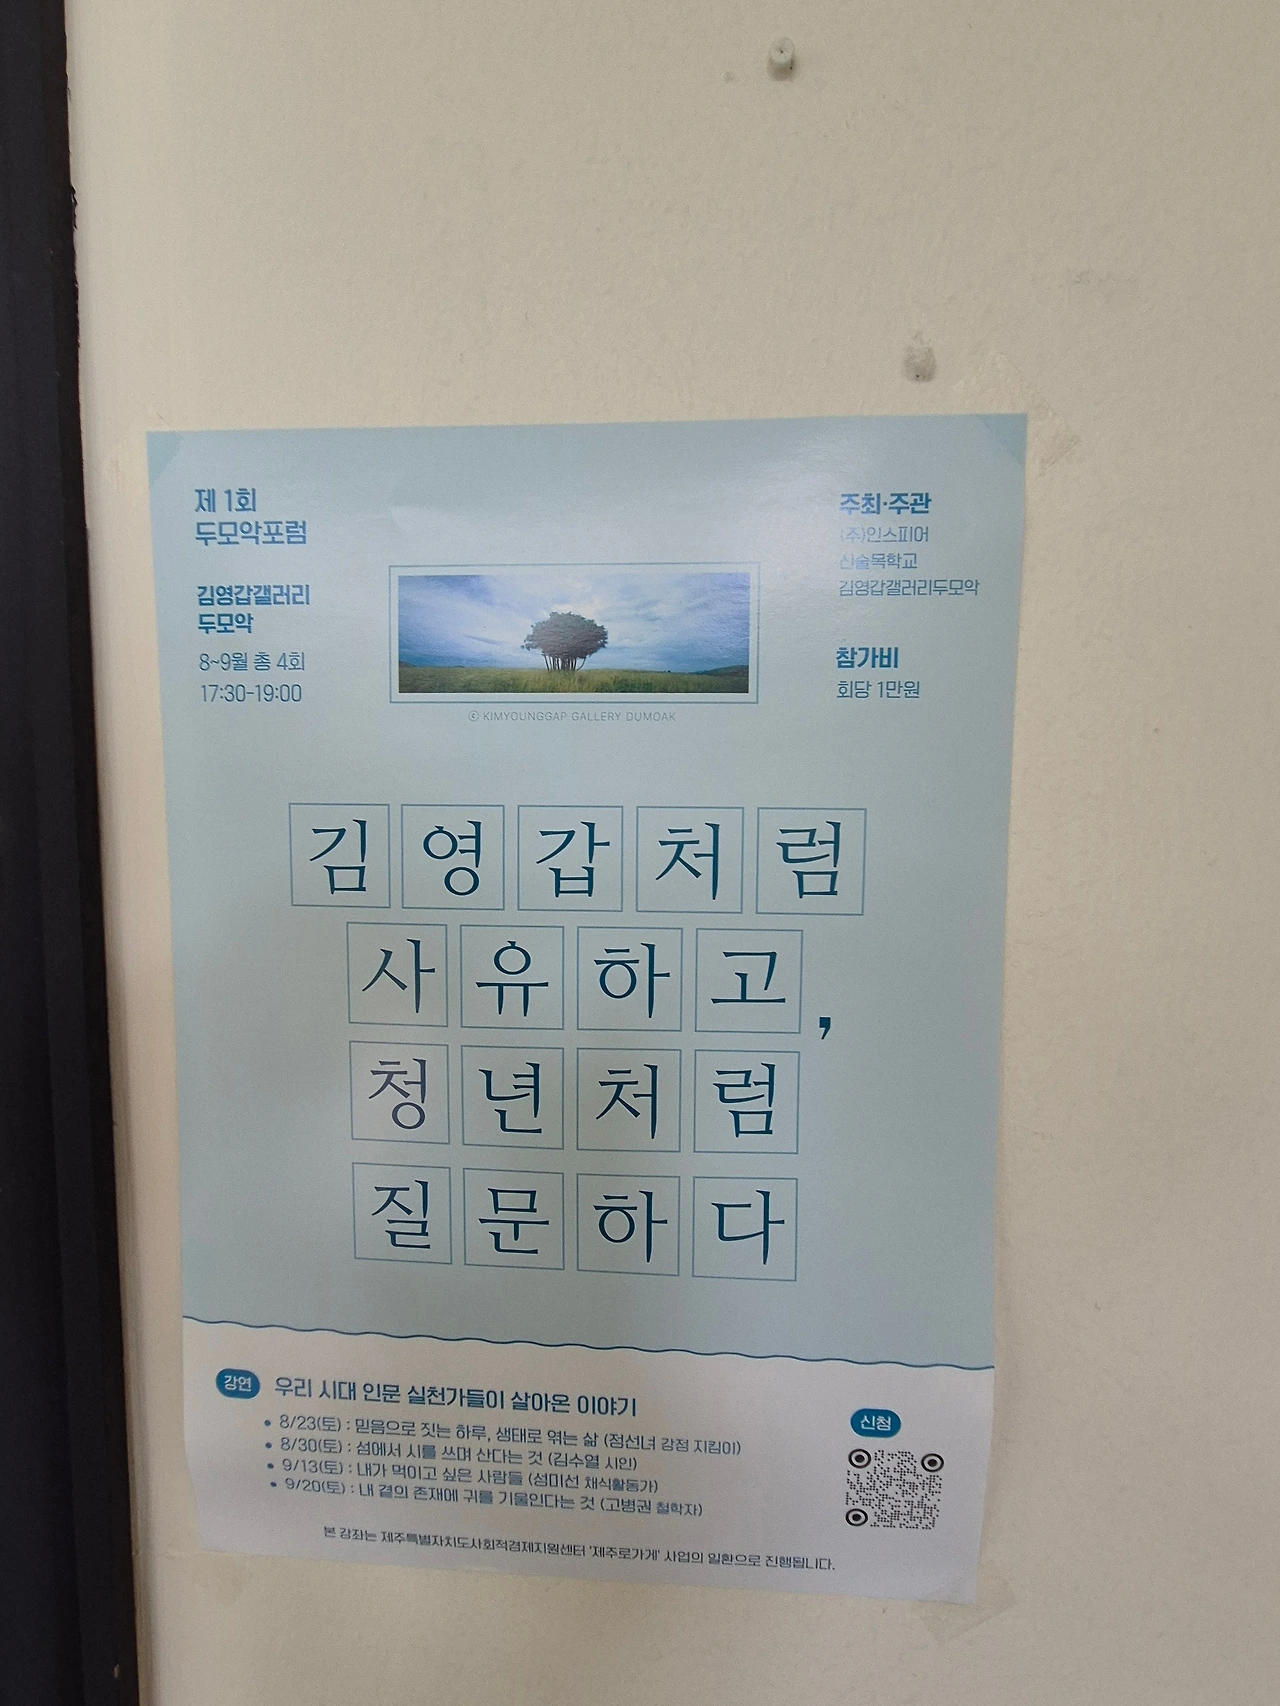 제 1회
두모악포럼
김영갑갤러리
두모악
8~9월 총 4회
17:30-19:00
ⓒ KIMYOUNGGAP GALLERY DUMOAK
주최·주관
(주)인스피어
산술목학교
김영갑갤러리두모악
참가비
회당 1만원
김영갑처럼
사유하고,
청년처럼
질문하다
강연 우리 시대 인문 실천가들이 살아온 이야기
• 8/23(토) : 믿음으로 짓는 하루, 생태로 엮는 삶 (정선녀 강정 지킴이)
• 8/30(토) : 섬에서 시를 쓰며 산다는 것 (김수열 시인)
• 9/13(토) : 내가 먹이고 싶은 사람들 (섬미선 채식활동가)
• 9/20(토) : 내 곁의 존재에 귀를 기울인다는 것 (고병권 철학자)
신청
본 강좌는 제주특별자치도사회적경제지원센터 '제주로가게' 사업의 일환으로 진행됩니다.